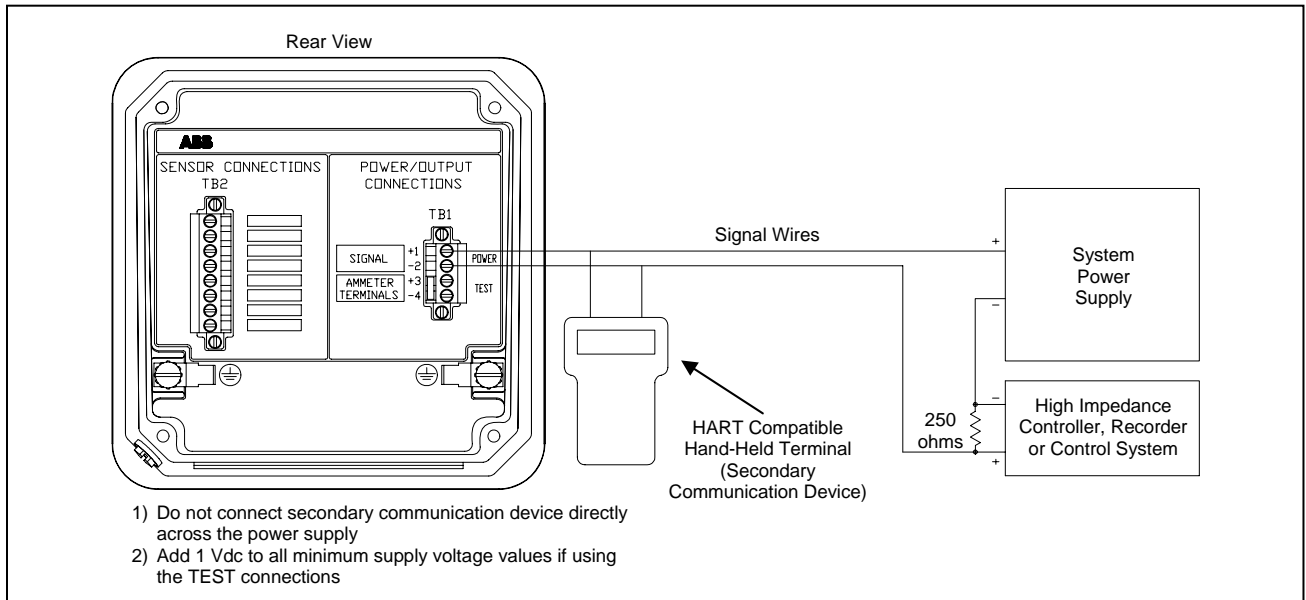 Rear View
ABB
SENSOR CONNECTIONS
TB2
POWER/OUTPUT
CONNECTIONS
TB1
SIGNAL
+1
-2
POWER
AMMETER
TERMINALS
+3
-4
TEST
Signal Wires
+
System
Power
Supply
–
HART Compatible
Hand-Held Terminal
(Secondary
Communication Device)
250
ohms
–
High Impedance
Controller, Recorder
or Control System
+
1) Do not connect secondary communication device directly
across the power supply
2) Add 1 Vdc to all minimum supply voltage values if using
the TEST connections